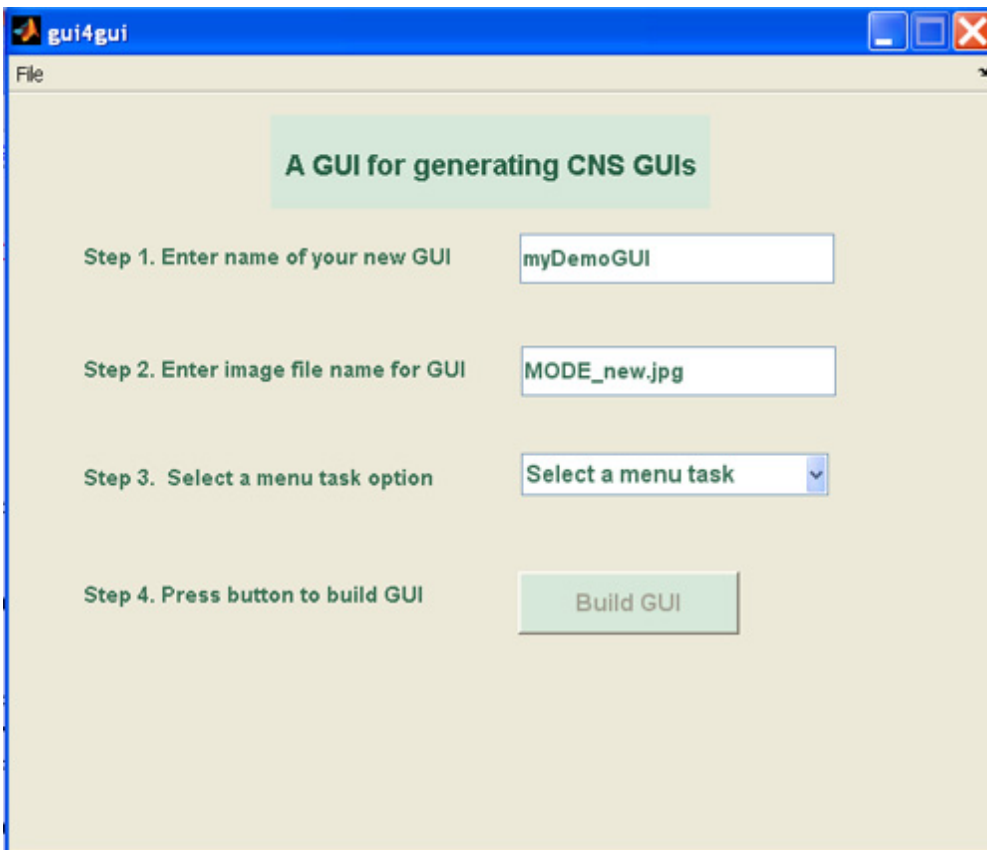 gui4gui
File
A GUI for generating CNS GUIs
Step 1. Enter name of your new GUI
myDemoGUI
Step 2. Enter image file name for GUI
MODE_new.jpg
Step 3.  Select a menu task option
Select a menu task
Step 4. Press button to build GUI
Build GUI